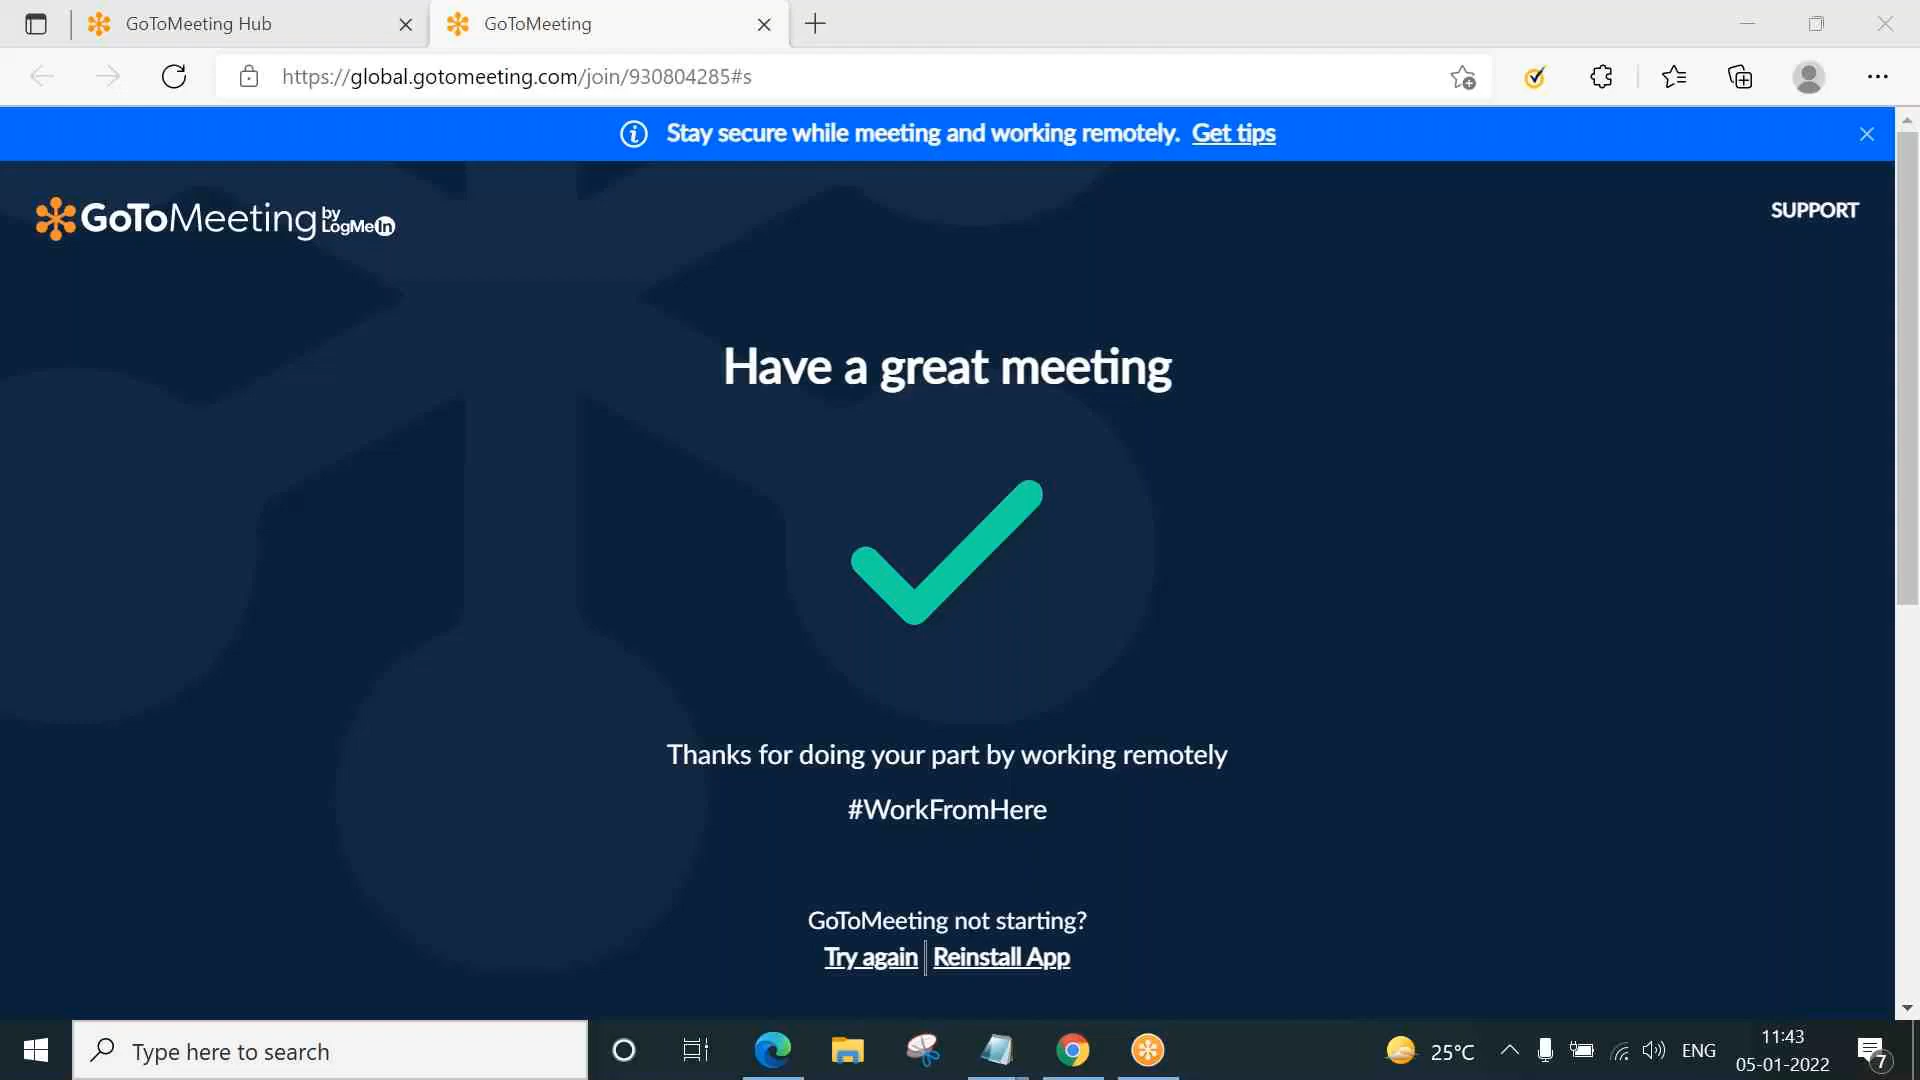 GoToMeeting Hub
GoToMeeting
https://global.gotomeeting.com/join/930804285#s
Stay secure while meeting and working remotely. Get tips
GoToMeeting by LogMeIn
SUPPORT
Have a great meeting
Thanks for doing your part by working remotely
#WorkFromHere
GoToMeeting not starting?
Try again Reinstall App
Type here to search
25°C
ENG
11:43
05-01-2022
7